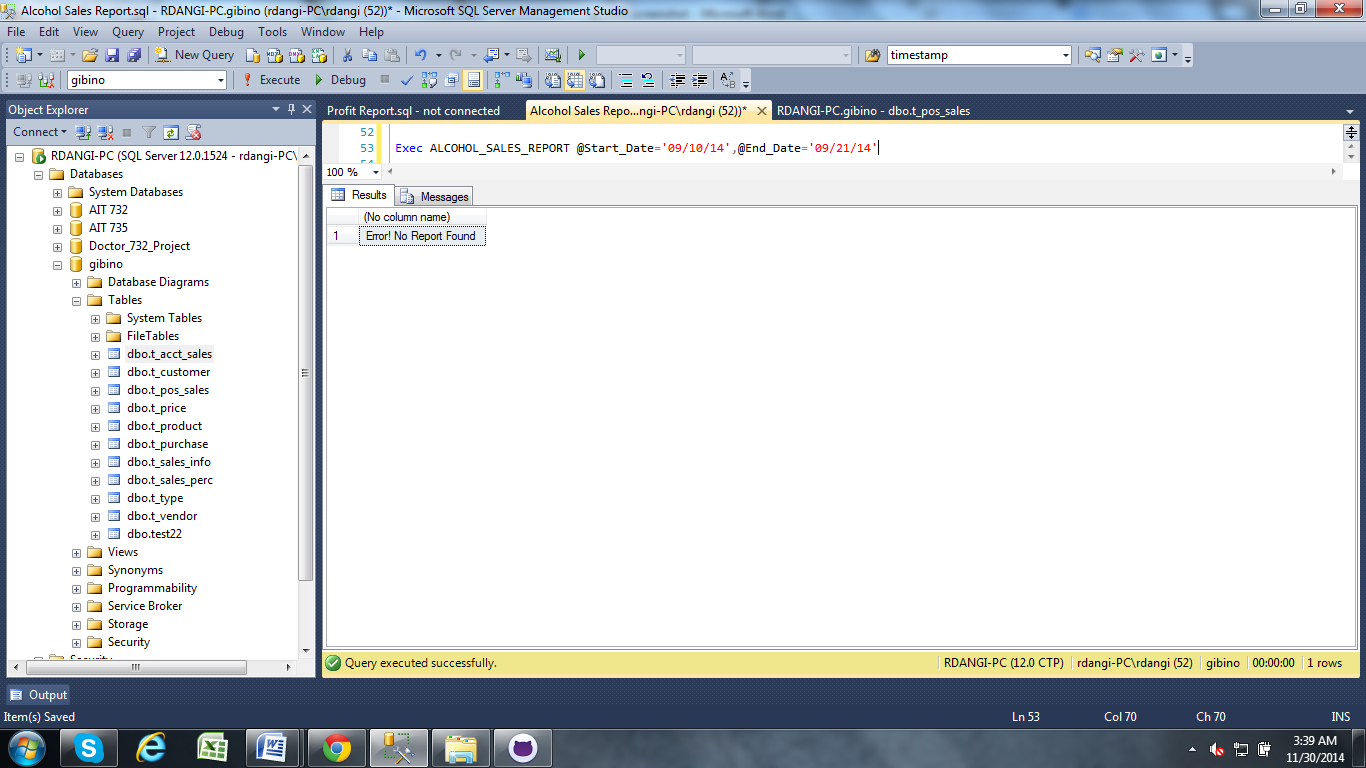 Alcohol Sales Report.sql - RDANGI-PC.gibino (rdangi-PC\rdangi (52))* - Microsoft SQL Server Management Studio
File Edit View Query Project Debug Tools Window Help
New Query timestamp
gibino Execute Debug
Object Explorer
Connect
RDANGI-PC (SQL Server 12.0.1524 - rdangi-PC\
Databases
System Databases
AIT 732
AIT 735
Doctor_732_Project
gibino
Database Diagrams
Tables
System Tables
FileTables
dbo.t_acct_sales
dbo.t_customer
dbo.t_pos_sales
dbo.t_price
dbo.t_product
dbo.t_purchase
dbo.t_sales_info
dbo.t_sales_perc
dbo.t_type
dbo.t_vendor
dbo.test22
Views
Synonyms
Programmability
Service Broker
Storage
Security
Security
Profit Report.sql - not connected Alcohol Sales Repo...ngi-PC\rdangi (52))* RDANGI-PC.gibino - dbo.t_pos_sales
52
53 Exec ALCOHOL_SALES_REPORT @Start_Date='09/10/14',@End_Date='09/21/14'
100 %
Results Messages
(No column name)
1 Error! No Report Found
Query executed successfully. RDANGI-PC (12.0 CTP) rdangi-PC\rdangi (52) gibino 00:00:00 1 rows
Output
Item(s) Saved Ln 53 Col 70 Ch 70 INS
3:39 AM
11/30/2014